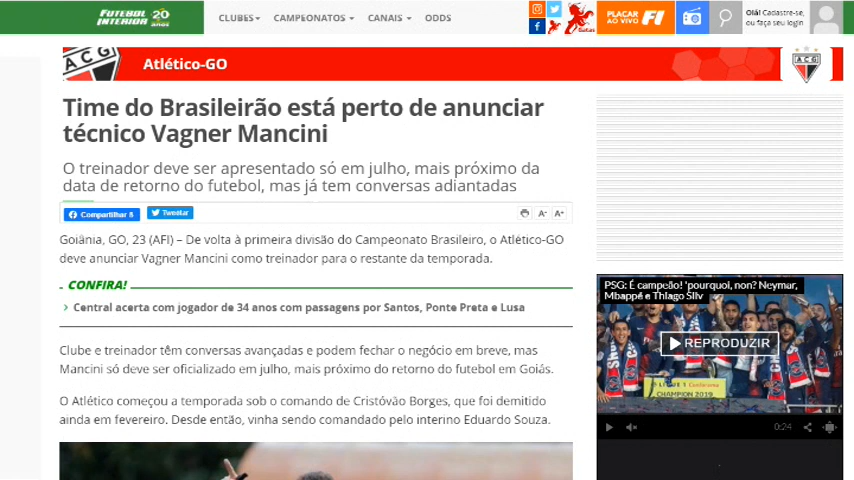 FUTEBOL INTERIOR 20 anos
CLUBES CAMPEONATOS CANAIS ODDS
PLACAR AO VIVO FI
Olá! Cadastre-se, ou faça seu login
Gatas
ACG
Atlético-GO
ACG
Time do Brasileirão está perto de anunciar
técnico Vagner Mancini
O treinador deve ser apresentado só em julho, mais próximo da
data de retorno do futebol, mas já tem conversas adiantadas
Compartilhar 5 Tweetar A- A+
Goiânia, GO, 23 (AFI) – De volta à primeira divisão do Campeonato Brasileiro, o Atlético-GO
deve anunciar Vagner Mancini como treinador para o restante da temporada.
CONFIRA!
Central acerta com jogador de 34 anos com passagens por Santos, Ponte Preta e Lusa
Clube e treinador têm conversas avançadas e podem fechar o negócio em breve, mas
Mancini só deve ser oficializado em julho, mais próximo do retorno do futebol em Goiás.
O Atlético começou a temporada sob o comando de Cristóvão Borges, que foi demitido
ainda em fevereiro. Desde então, vinha sendo comandado pelo interino Eduardo Souza.
PSG: É campeão! 'pourquoi, non? Neymar,
Mbappé e Thiago Silv
REPRODUZIR
LIGUE 1 Conforama
CHAMPION 2019
0:24